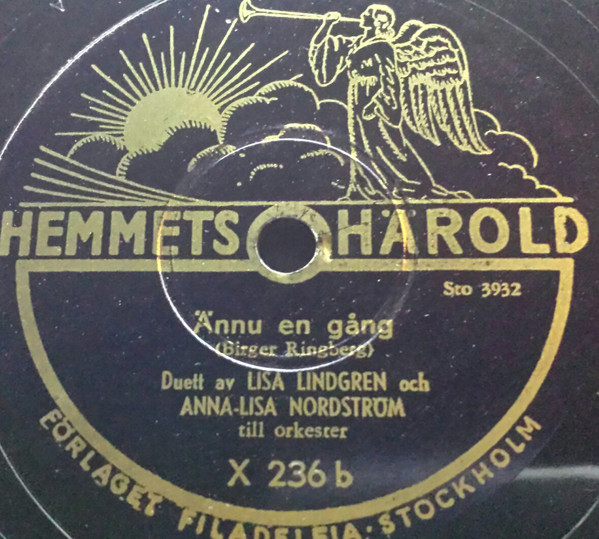 HEMMETS HÄROLD
Sto 3932
Ännu en gång
(Birger Ringberg)
Duett av LISA LINDGREN och
ANNA-LISA NORDSTRÖM
till orkester
X 236 b
FÖRLAGET FILADELFIA · STOCKHOLM